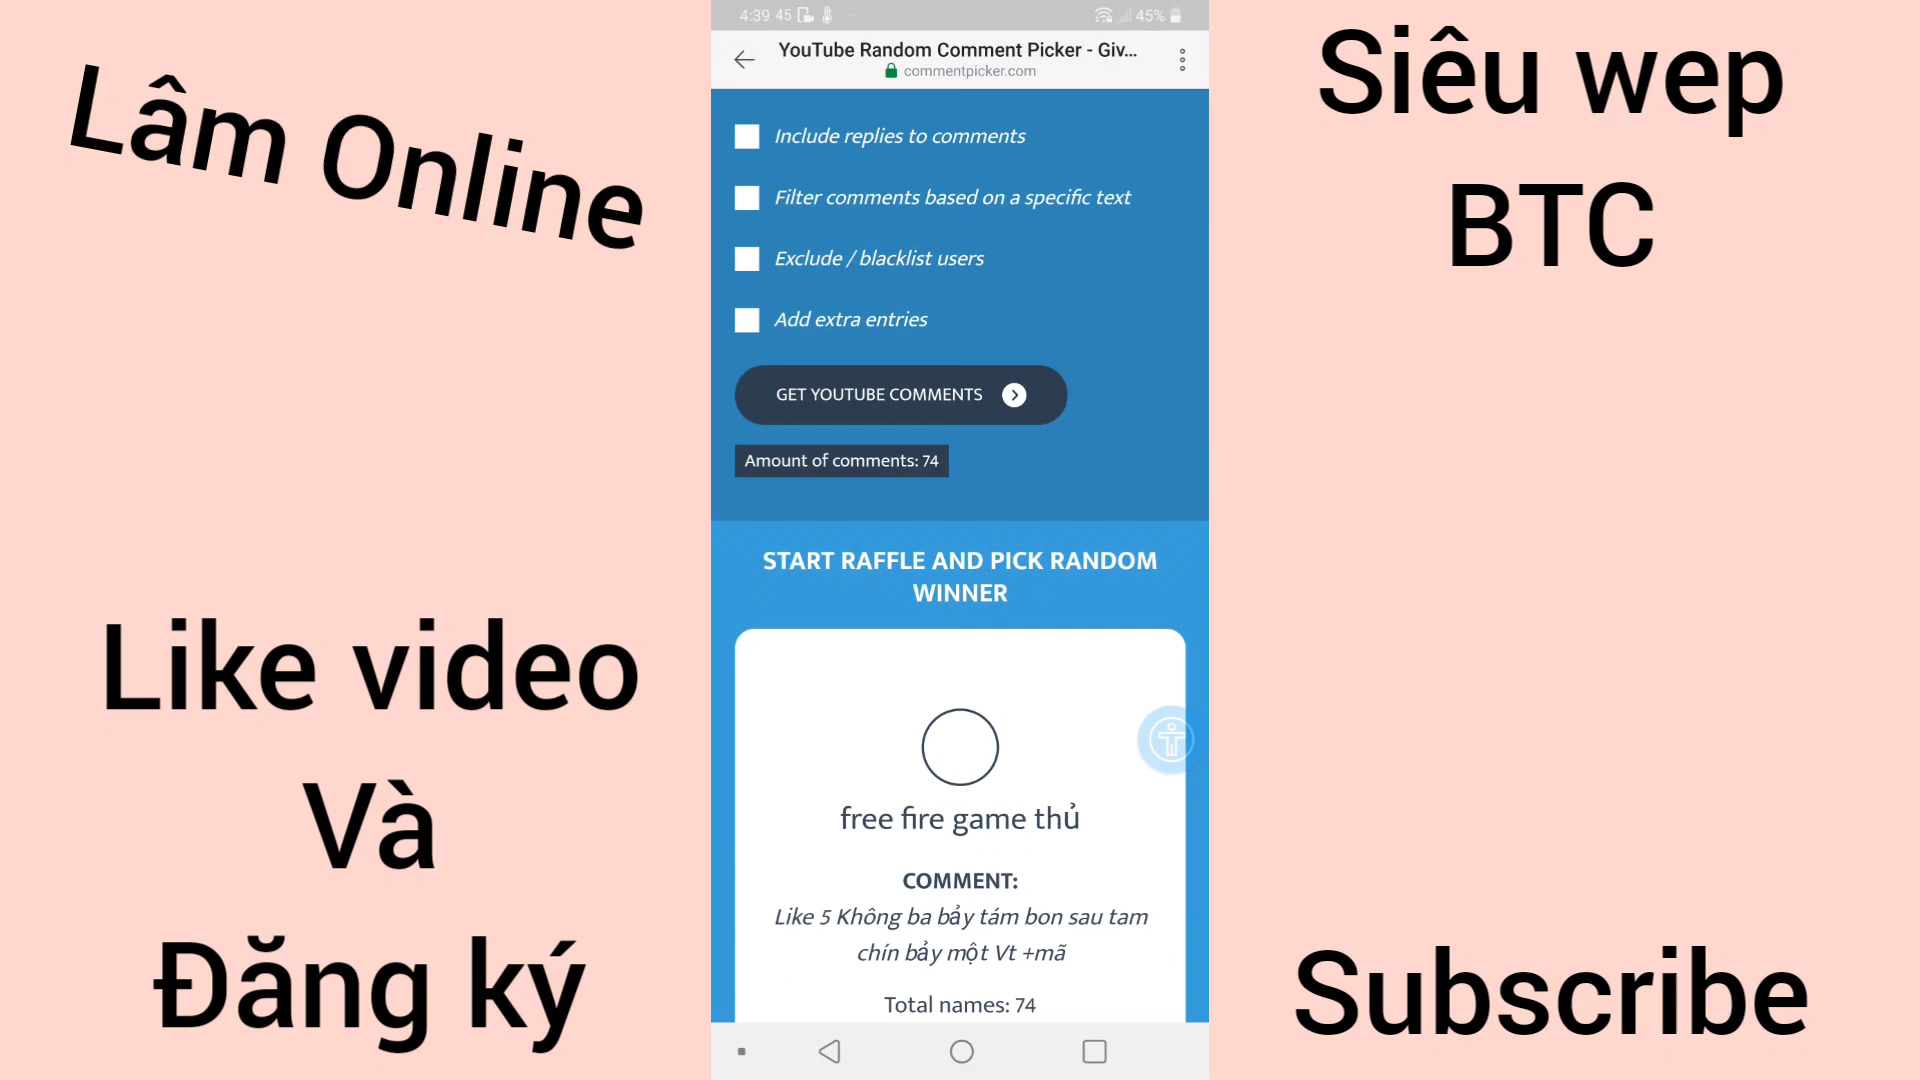 Lâm Online
Like video
Và
Đăng ký
4:39 45 45%
YouTube Random Comment Picker - Giv...
commentpicker.com
Include replies to comments
Filter comments based on a specific text
Exclude / blacklist users
Add extra entries
GET YOUTUBE COMMENTS
Amount of comments: 74
START RAFFLE AND PICK RANDOM
WINNER
free fire game thủ
COMMENT:
Like 5 Không ba bảy tám bon sau tam
chín bảy một Vt +mã
Total names: 74
Siêu wep
BTC
Subscribe